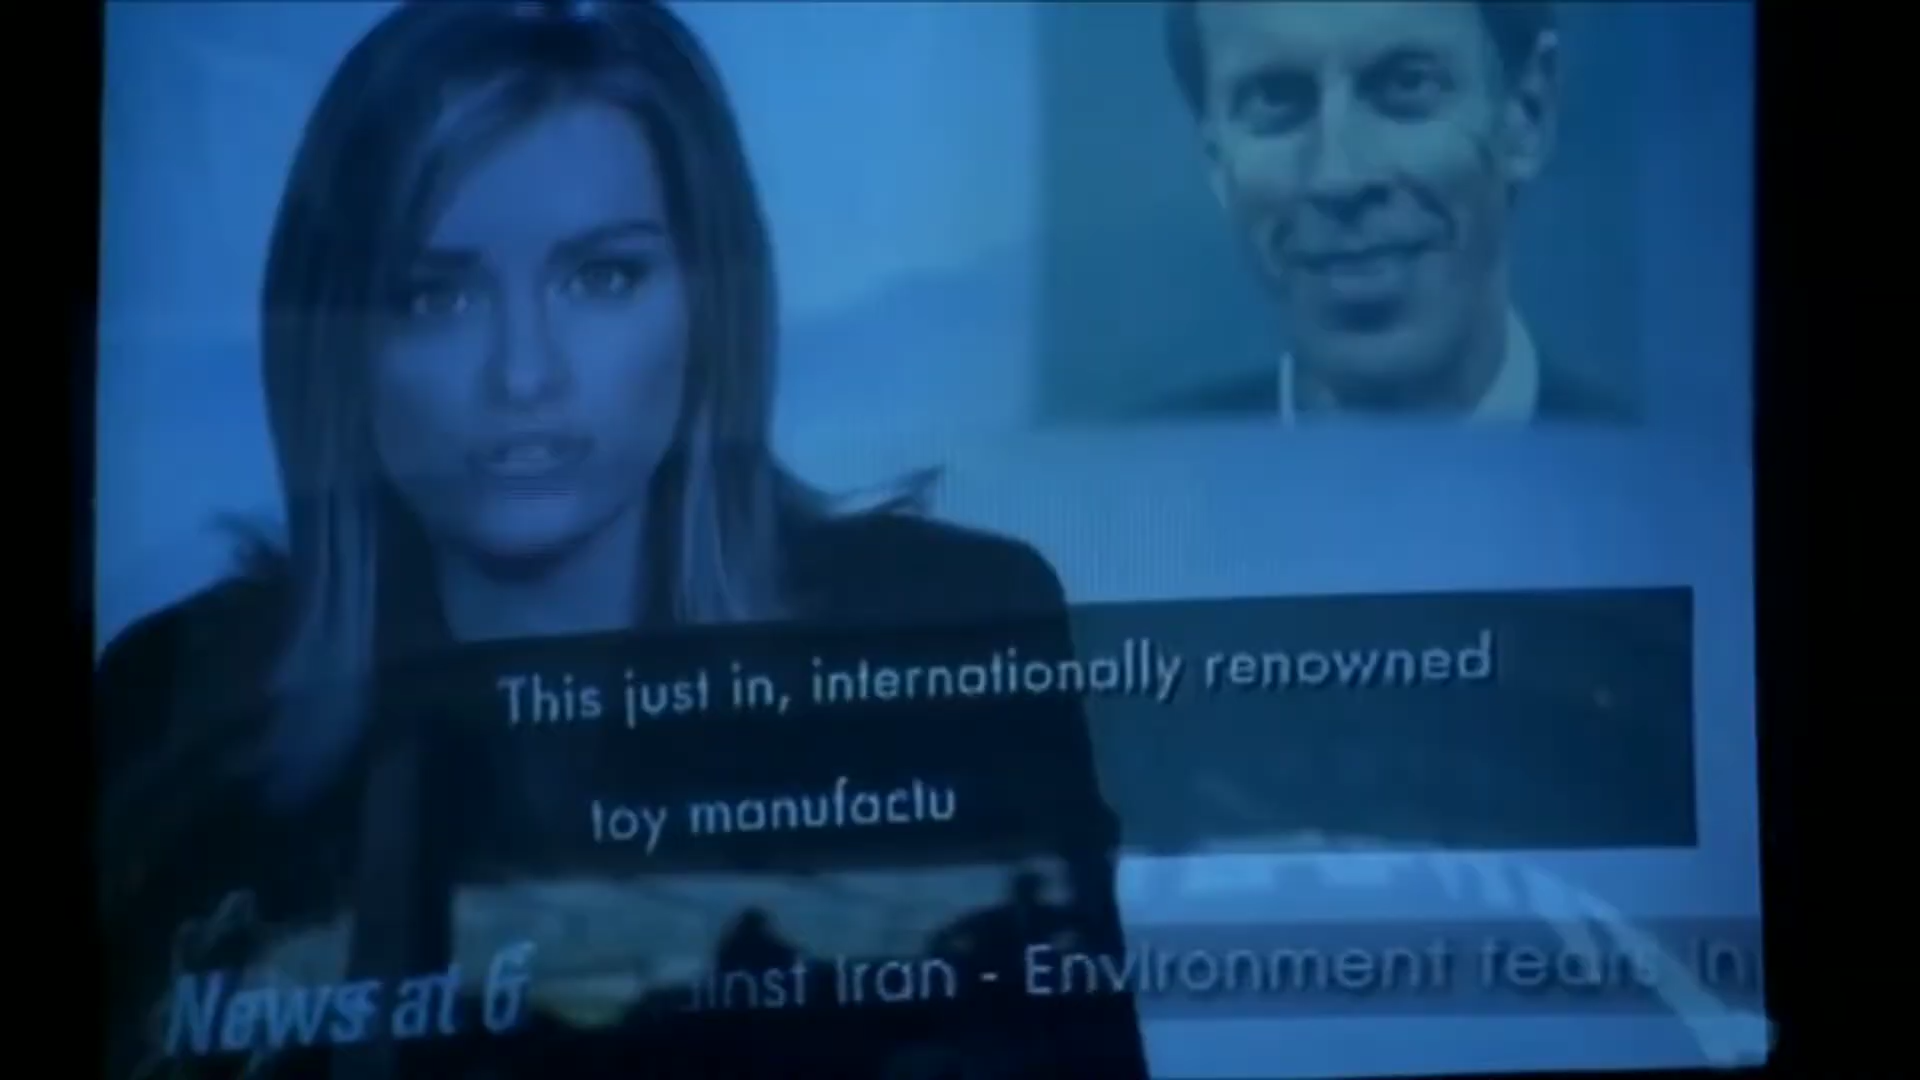 This just in, internationally renowned
toy manufactu
News at 6
inst Iran - Environment fears in